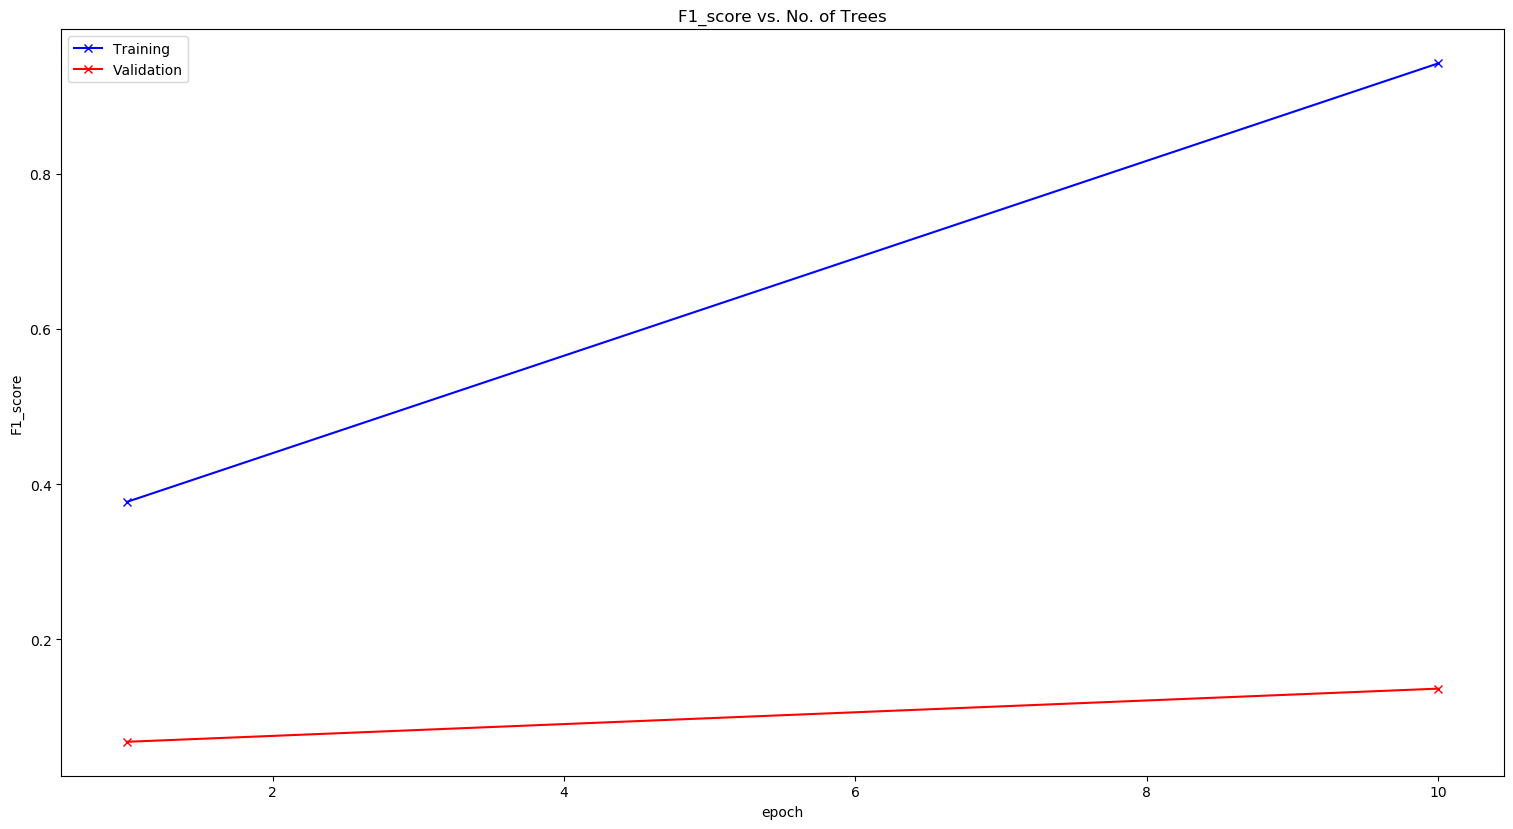 F1_score vs. No. of Trees
Training
Validation
0.8
0.6
0.4
0.2
F1_score
2 4 6 8 10
epoch